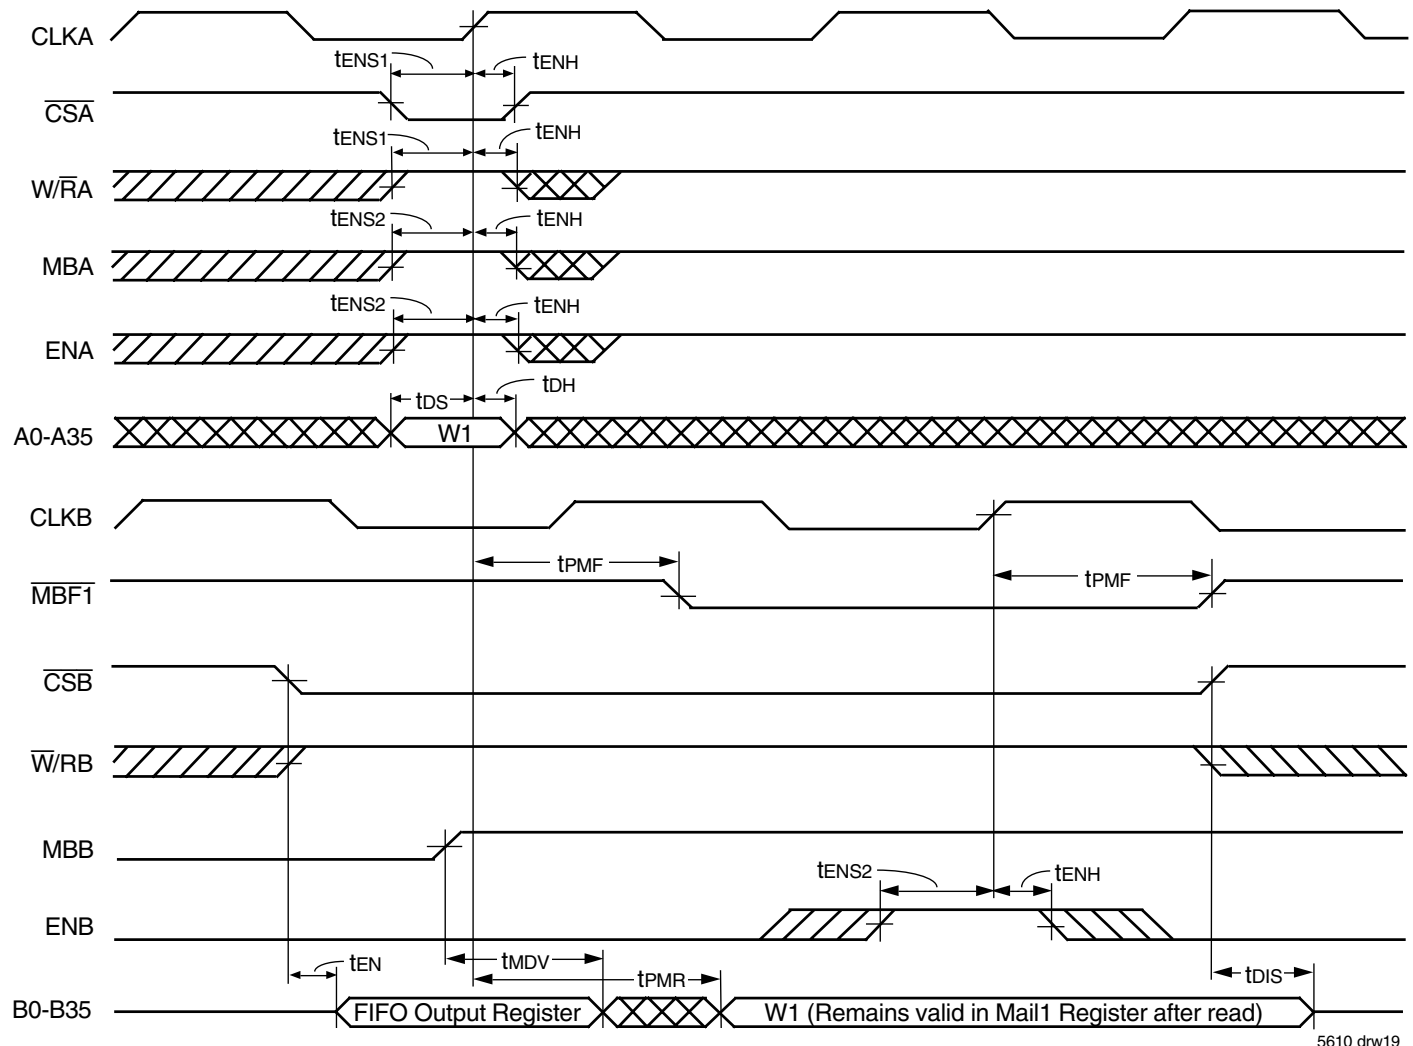 CLKA
tENS1
tENH
CSA
tENS1
tENH
W/RA
tENS2
tENH
MBA
tENS2
tENH
ENA
tDS
tDH
A0-A35
W1
CLKB
tPMF
tPMF
MBF1
CSB
W/RB
MBB
tENS2
tENH
ENB
tEN
tMDV
tPMR
tDIS
B0-B35
FIFO Output Register
W1 (Remains valid in Mail1 Register after read)
5610 drw19